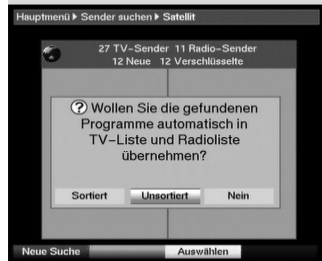 Hauptmenü ▶ Sender suchen ▶ Satellit
27 TV-Sender 11 Radio-Sender
12 Neue 12 Verschlüsselte
? Wollen Sie die gefundenen
Programme automatisch in
TV-Liste und Radioliste
übernehmen?
Sortiert Unsortiert Nein
Neue Suche Auswählen